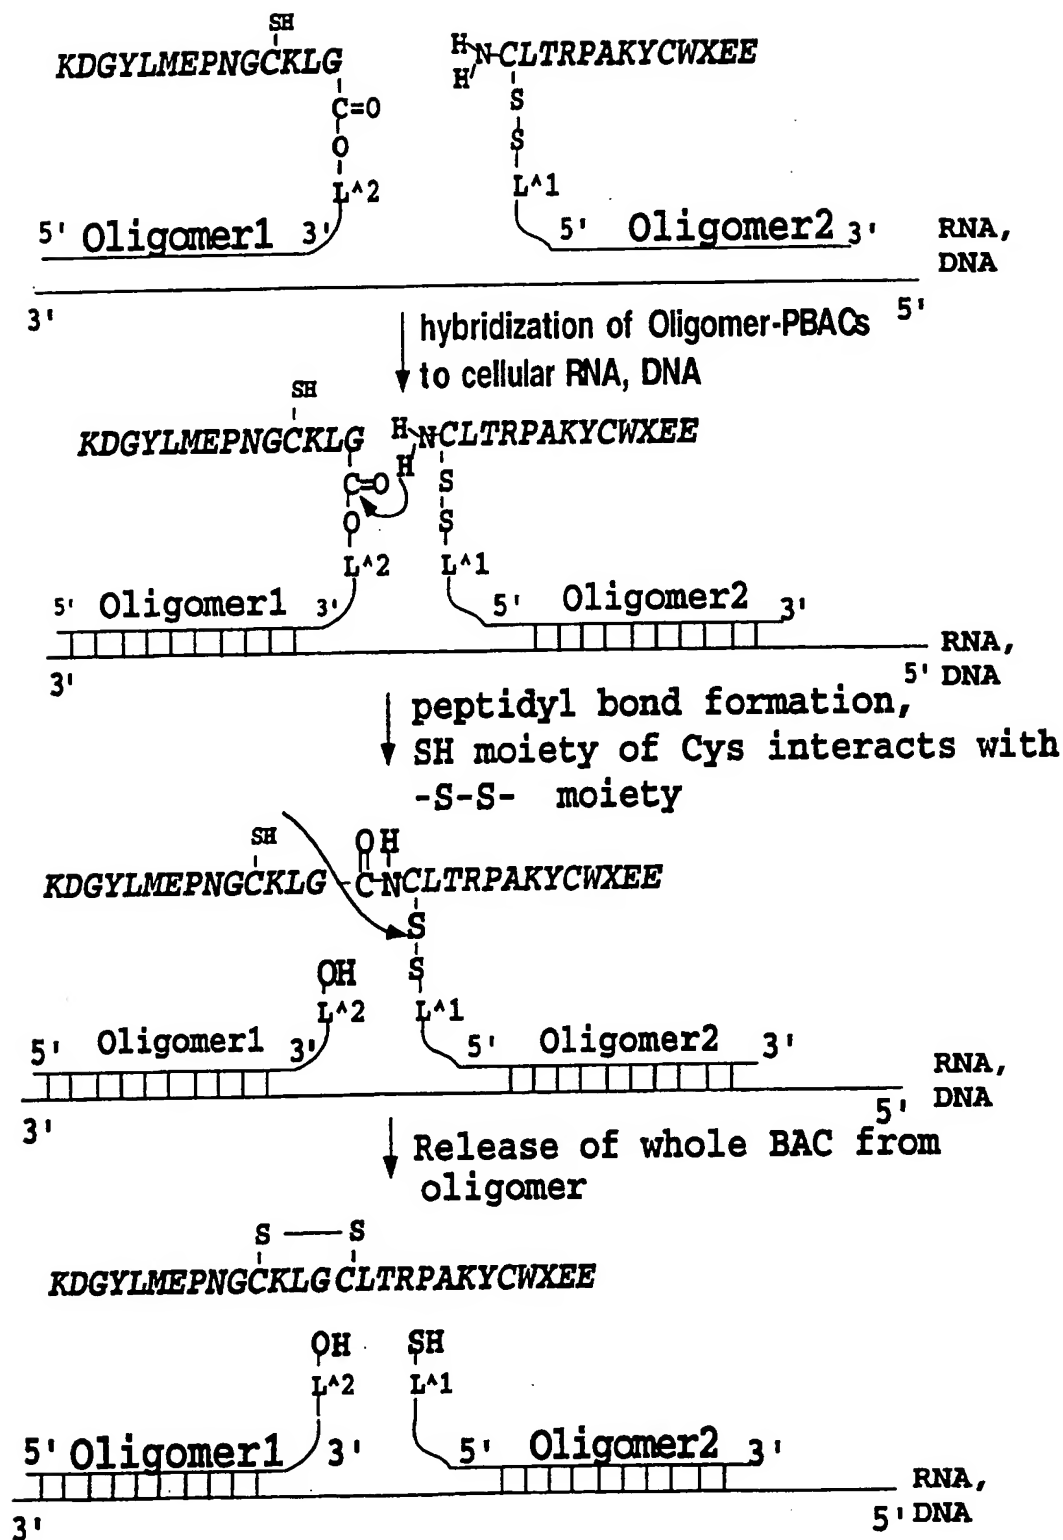 SH
KDGYLMEPNGCKLG
H
N-CLTRPAKYCWXEE
H
C=O
S
O
S
L^2
L^1
5' Oligomer1 3'
5' Oligomer2 3'
RNA,
DNA
3'
5'
hybridization of Oligomer-PBACs
to cellular RNA, DNA
SH
KDGYLMEPNGCKLG
H
NCLTRPAKYCWXEE
H
C=O
S
O
S
L^2
L^1
5' Oligomer1 3'
5' Oligomer2 3'
RNA,
DNA
3'
5'
peptidyl bond formation,
SH moiety of Cys interacts with
-S-S- moiety
SH
O H
KDGYLMEPNGCKLG -C-NCLTRPAKYCWXEE
S
S
OH
L^2
L^1
5' Oligomer1 3'
5' Oligomer2 3'
RNA,
DNA
3'
5'
Release of whole BAC from
oligomer
S — S
KDGYLMEPNGCKLGCLTRPAKYCWXEE
OH
SH
L^2
L^1
5' Oligomer1 3'
5' Oligomer2 3'
RNA,
DNA
3'
5'